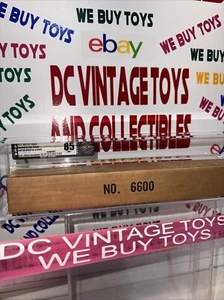 WE BUY TOYS
WE BUY TOYS
ebay
WE BUY TOYS
DC VINTAGE TOYS
AND COLLECTIBLES
85
NO. 6600
DC VINTAGE TOYS
WE BUY TOYS